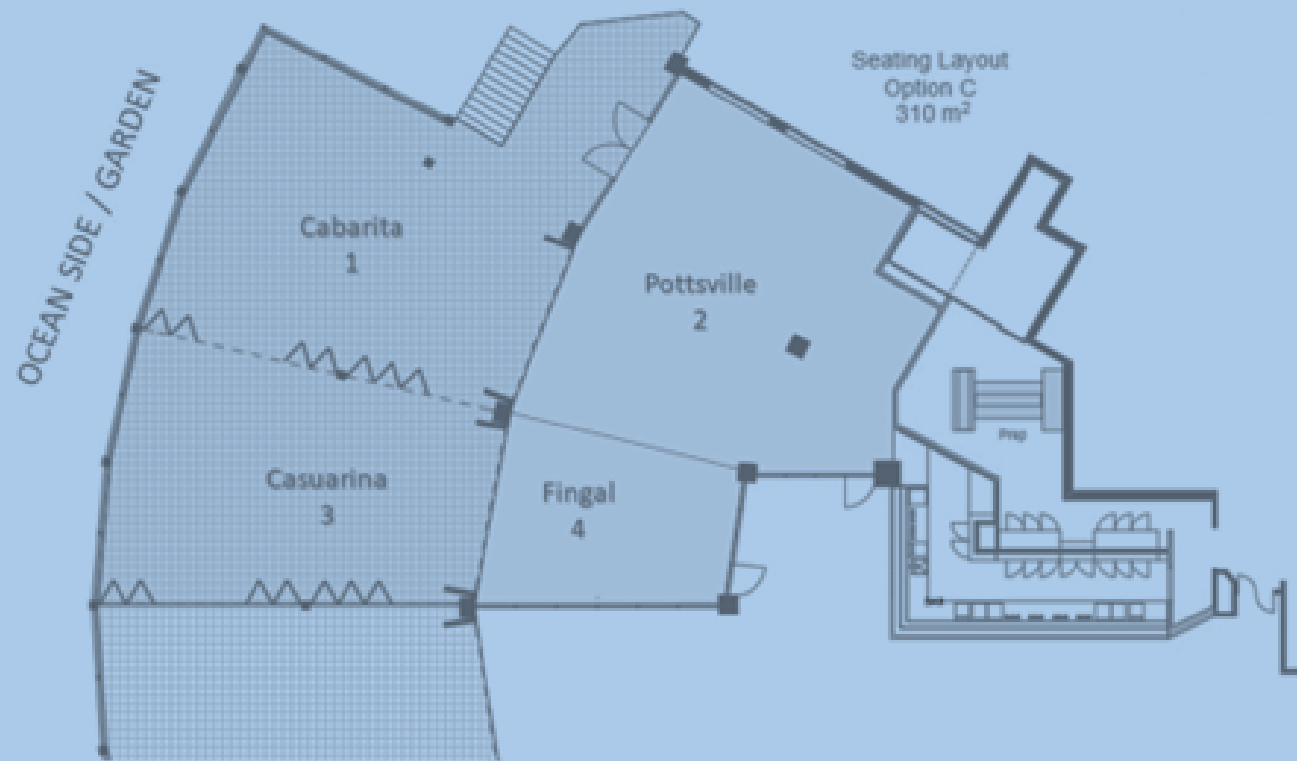 Seating Layout
Option C
310 m²
OCEAN SIDE / GARDEN
Cabarita
1
Pottsville
2
Casuarina
3
Fingal
4
Prep